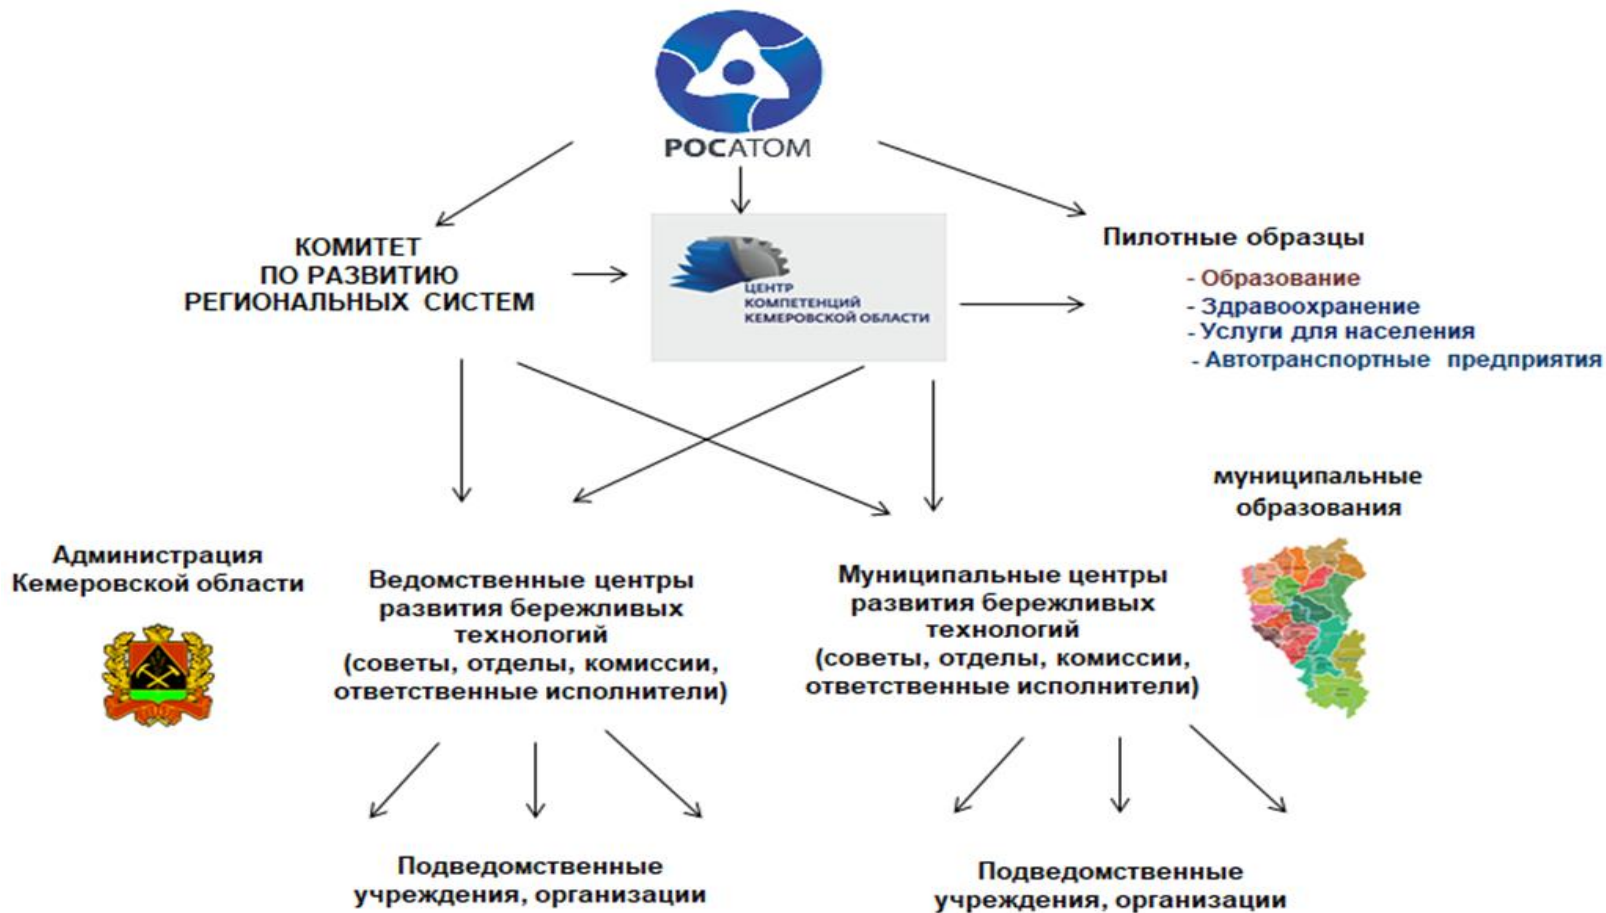 РОСАТОМ
КОМИТЕТ
ПО РАЗВИТИЮ
РЕГИОНАЛЬНЫХ СИСТЕМ
ЦЕНТР
КОМПЕТЕНЦИЙ
КЕМЕРОВСКОЙ ОБЛАСТИ
Пилотные образцы
- Образование
- Здравоохранение
- Услуги для населения
- Автотранспортные предприятия
муниципальные
образования
Администрация
Кемеровской области
Ведомственные центры
развития бережливых
технологий
(советы, отделы, комиссии,
ответственные исполнители)
Муниципальные центры
развития бережливых
технологий
(советы, отделы, комиссии,
ответственные исполнители)
Подведомственные
учреждения, организации
Подведомственные
учреждения, организации